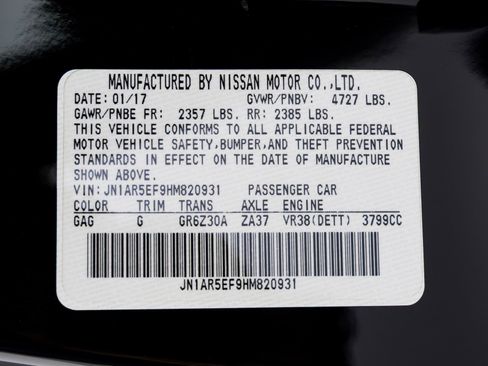 MANUFACTURED BY NISSAN MOTOR CO.,LTD.
DATE: 01/17 GVWR/PNBV: 4727 LBS.
GAWR/PNBE FR: 2357 LBS. RR: 2385 LBS.
THIS VEHICLE CONFORMS TO ALL APPLICABLE FEDERAL
MOTOR VEHICLE SAFETY,BUMPER,AND THEFT PREVENTION
STANDARDS IN EFFECT ON THE DATE OF MANUFACTURE
SHOWN ABOVE.
VIN: JN1AR5EF9HM820931 PASSENGER CAR
COLOR TRIM TRANS AXLE ENGINE
GAG G GR6Z30A ZA37 VR38(DETT) 3799CC
JN1AR5EF9HM820931